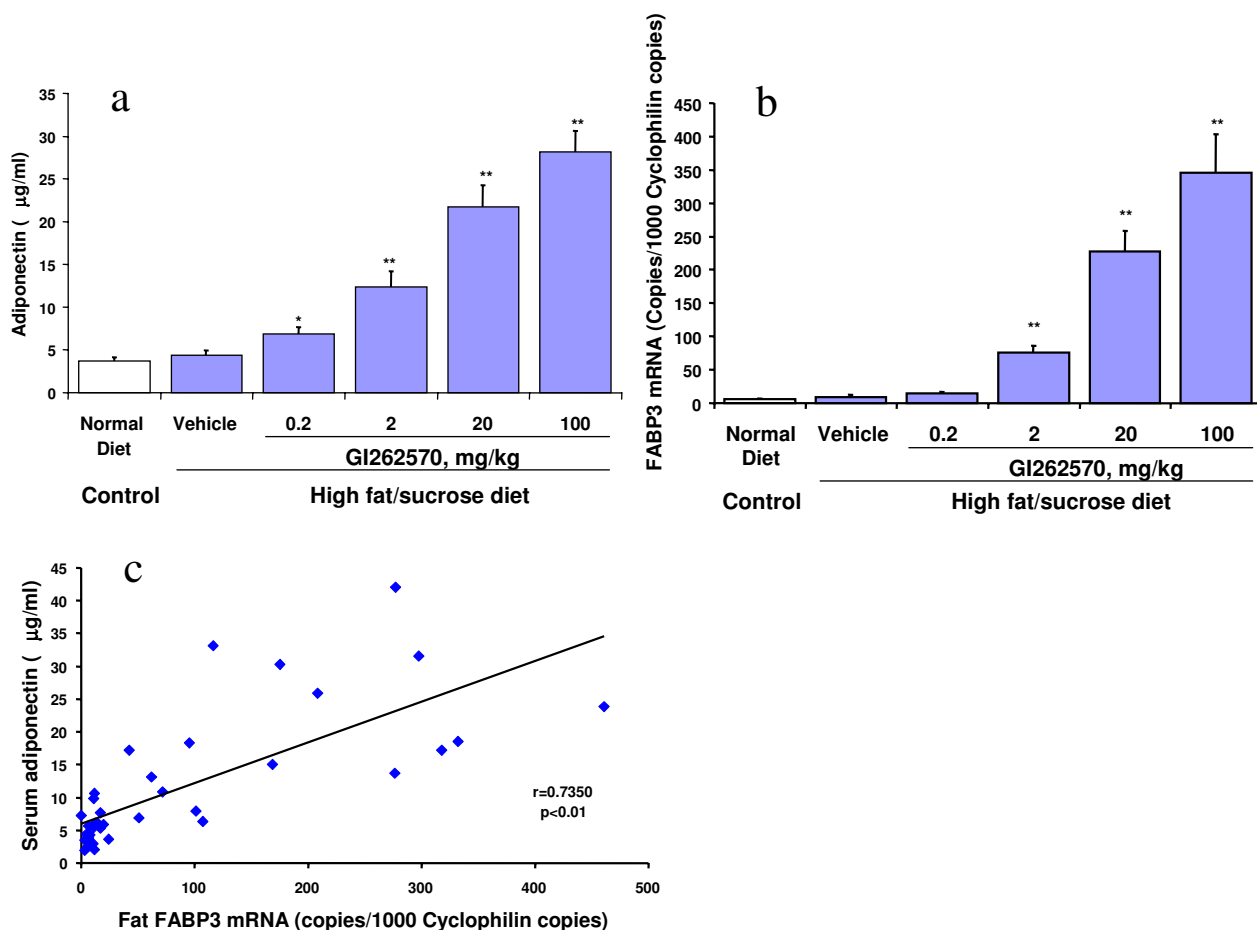 a
Adiponectin ( μg/ml)
35
30
25
20
15
10
5
0
*
**
**
**
Normal Diet
Vehicle
0.2
2
20
100
GI262570, mg/kg
Control
High fat/sucrose diet
b
FABP3 mRNA (Copies/1000 Cyclophilin copies)
450
400
350
300
250
200
150
100
50
0
**
**
**
Normal Diet
Vehicle
0.2
2
20
100
GI262570, mg/kg
Control
High fat/sucrose diet
c
Serum adiponectin ( μg/ml)
45
40
35
30
25
20
15
10
5
0
r=0.7350
p<0.01
0
100
200
300
400
500
Fat FABP3 mRNA (copies/1000 Cyclophilin copies)